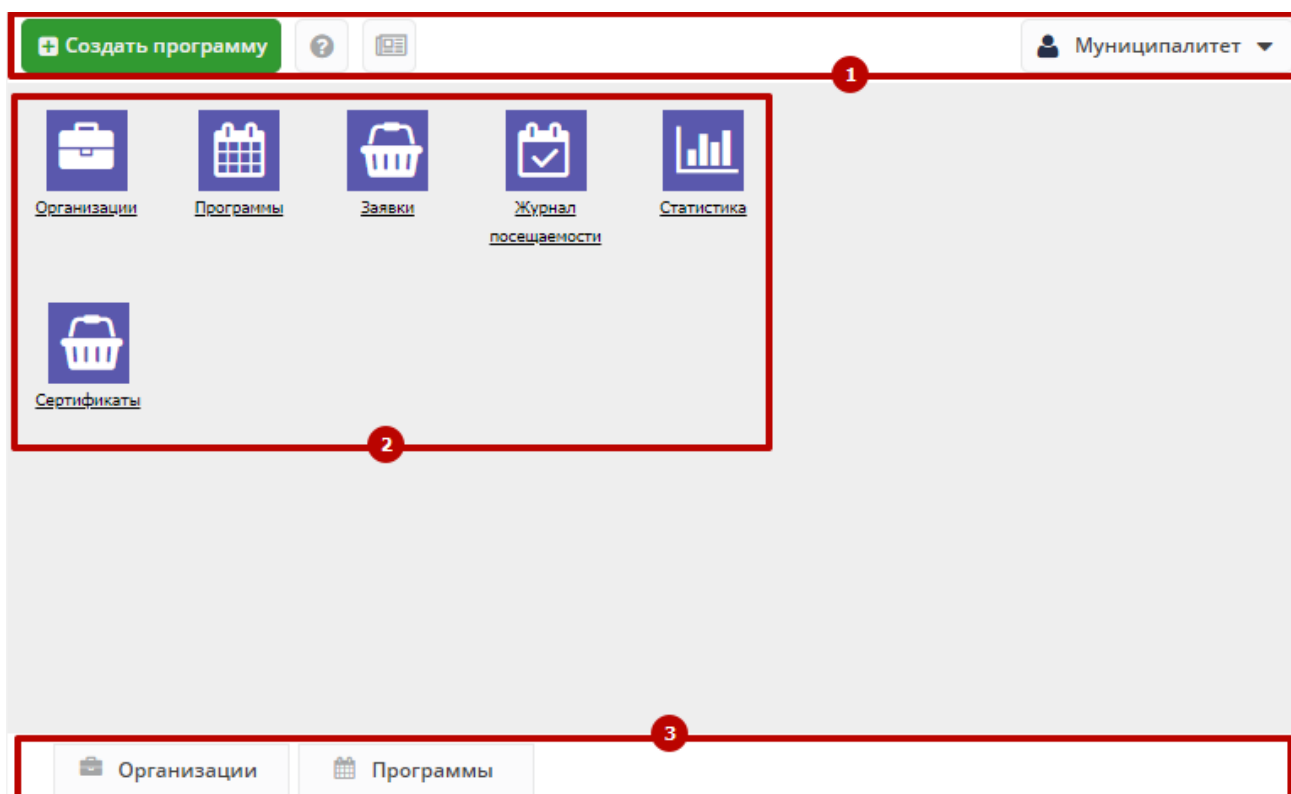 Создать программу
Муниципалитет
1
Организации
Программы
Заявки
Журнал
посещаемости
Статистика
Сертификаты
2
3
Организации
Программы